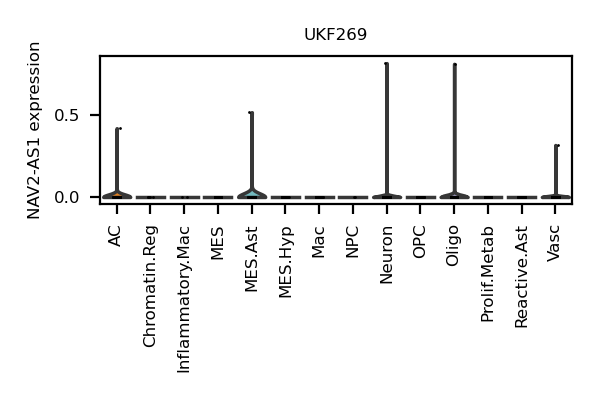 UKF269
NAV2-AS1 expression
0.5
0.0
AC
Chromatin.Reg
Inflammatory.Mac
MES
MES.Ast
MES.Hyp
Mac
NPC
Neuron
OPC
Oligo
Prolif.Metab
Reactive.Ast
Vasc